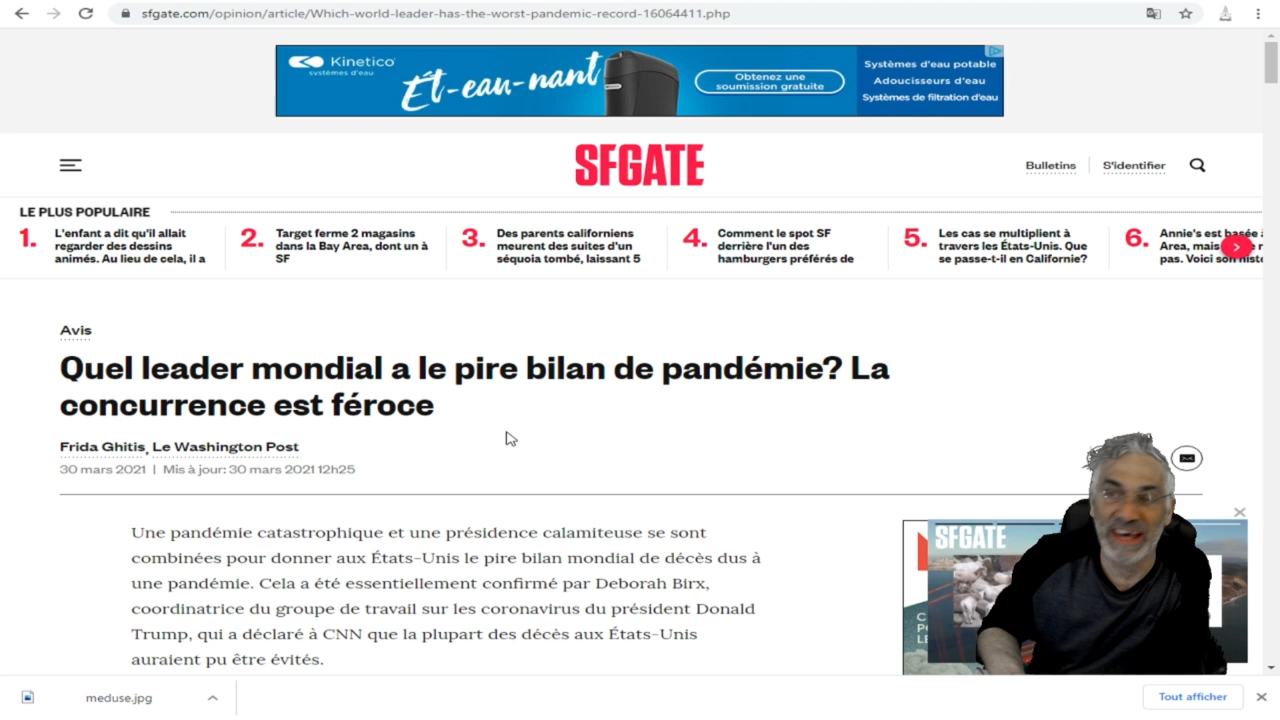 sfgate.com/opinion/article/Which-world-leader-has-the-worst-pandemic-record-16064411.php
Kinetico
systèmes d'eau
Ét-eau-nant
Obtenez une
soumission gratuite
Systèmes d'eau potable
Adoucisseurs d'eau
Systèmes de filtration d'eau
SFGATE
Bulletins
S'identifier
LE PLUS POPULAIRE
1. L'enfant a dit qu'il allait
regarder des dessins
animés. Au lieu de cela, il a
2. Target ferme 2 magasins
dans la Bay Area, dont un à
SF
3. Des parents californiens
meurent des suites d'un
séquoia tombé, laissant 5
4. Comment le spot SF
derrière l'un des
hamburgers préférés de
5. Les cas se multiplient à
travers les États-Unis. Que
se passe-t-il en Californie?
6. Annie's est basée à
Area, mais
pas. Voici son histo
Avis
Quel leader mondial a le pire bilan de pandémie? La
concurrence est féroce
Frida Ghitis, Le Washington Post
30 mars 2021 | Mis à jour: 30 mars 2021 12h25
Une pandémie catastrophique et une présidence calamiteuse se sont
combinées pour donner aux États-Unis le pire bilan mondial de décès dus à
une pandémie. Cela a été essentiellement confirmé par Deborah Birx,
coordinatrice du groupe de travail sur les coronavirus du président Donald
Trump, qui a déclaré à CNN que la plupart des décès aux États-Unis
auraient pu être évités.
SFGATE
meduse.jpg
Tout afficher